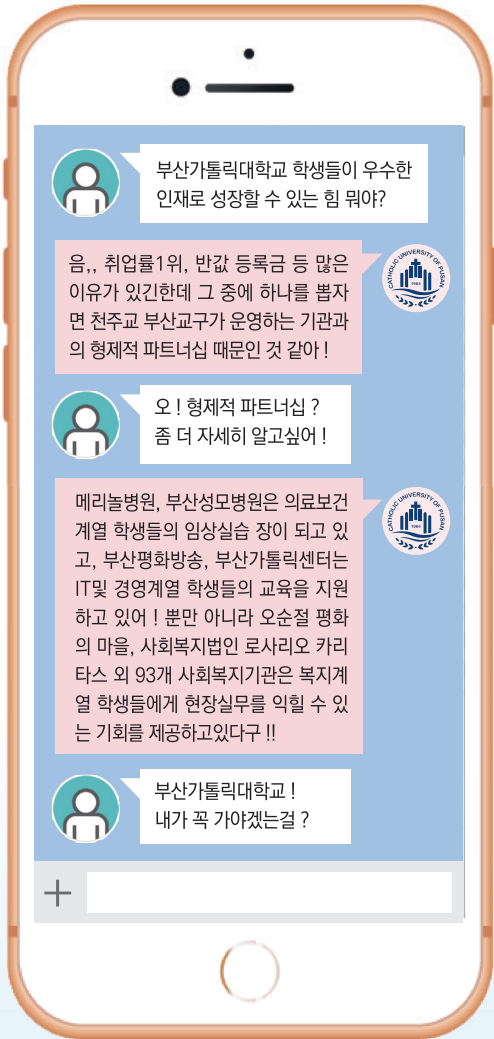 부산가톨릭대학교 학생들이 우수한
인재로 성장할 수 있는 힘 뭐야?
음,, 취업률1위, 반값 등록금 등 많은
이유가 있긴한데 그 중에 하나를 뽑자
면 천주교 부산교구가 운영하는 기관과
의 형제적 파트너십 때문인 것 같아 !
CATHOLIC UNIVERSITY OF PUSAN
1964
오 ! 형제적 파트너십 ?
좀 더 자세히 알고싶어 !
메리놀병원, 부산성모병원은 의료보건
계열 학생들의 임상실습 장이 되고 있
고, 부산평화방송, 부산가톨릭센터는
IT및 경영계열 학생들의 교육을 지원
하고 있어 ! 뿐만 아니라 오순절 평화
의 마을, 사회복지법인 로사리오 카리
타스 외 93개 사회복지기관은 복지계
열 학생들에게 현장실무를 익힐 수 있
는 기회를 제공하고있다구 !!
CATHOLIC UNIVERSITY OF PUSAN
1964
부산가톨릭대학교 !
내가 꼭 가야겠는걸 ?